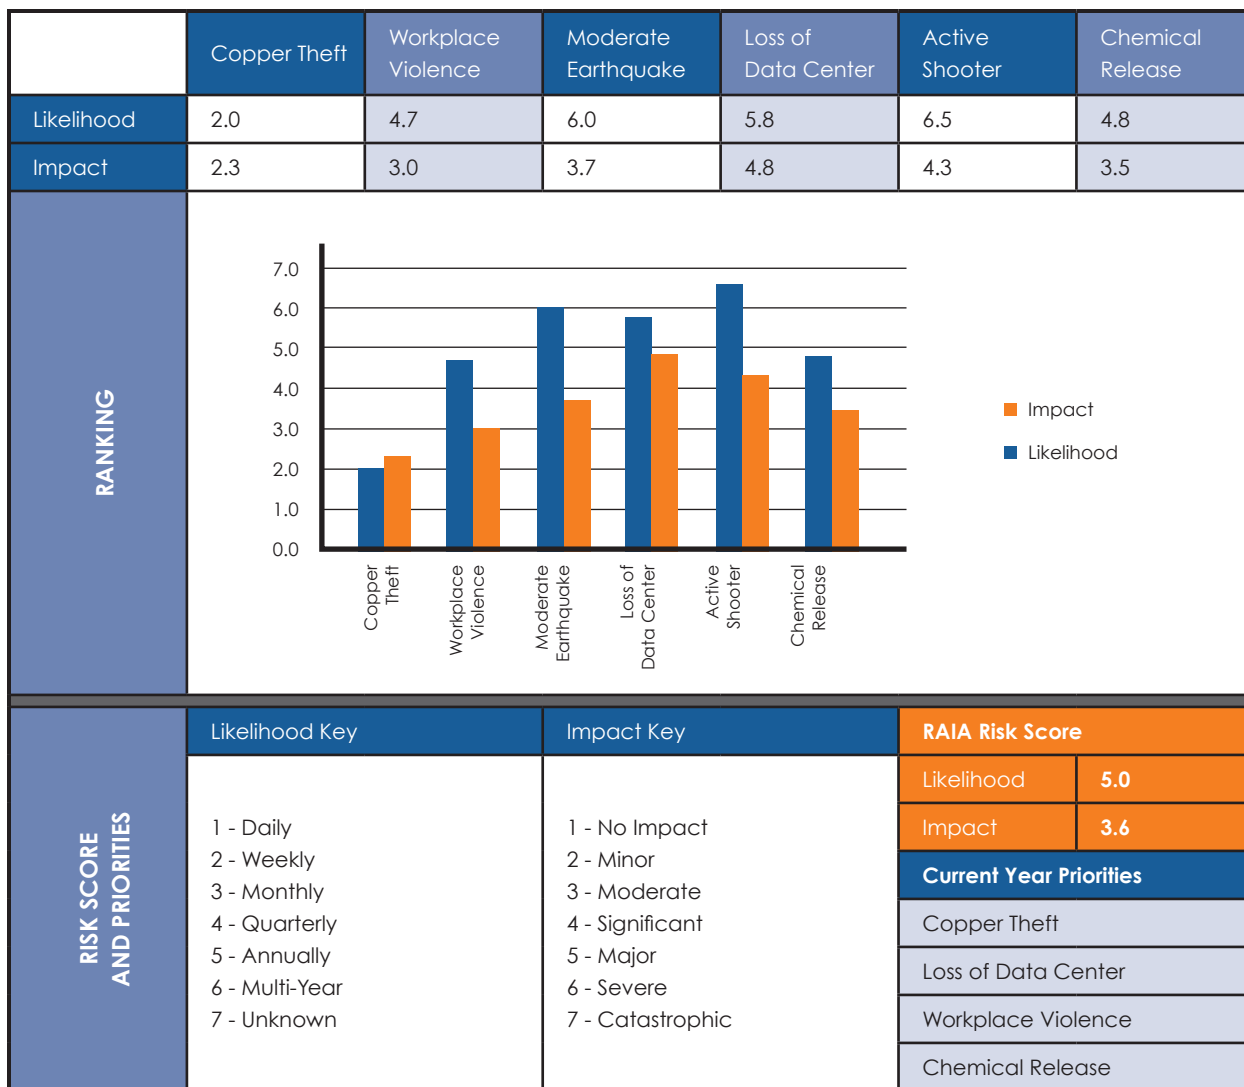 Copper Theft
Workplace
Violence
Moderate
Earthquake
Loss of
Data Center
Active
Shooter
Chemical
Release
Likelihood
2.0
4.7
6.0
5.8
6.5
4.8
Impact
2.3
3.0
3.7
4.8
4.3
3.5
RANKING
7.0
6.0
5.0
4.0
3.0
2.0
1.0
0.0
Copper
Theft
Workplace
Violence
Moderate
Earthquake
Loss of
Data Center
Active
Shooter
Chemical
Release
Impact
Likelihood
RISK SCORE
AND PRIORITIES
Likelihood Key
1 - Daily
2 - Weekly
3 - Monthly
4 - Quarterly
5 - Annually
6 - Multi-Year
7 - Unknown
Impact Key
1 - No Impact
2 - Minor
3 - Moderate
4 - Significant
5 - Major
6 - Severe
7 - Catastrophic
RAIA Risk Score
Likelihood
5.0
Impact
3.6
Current Year Priorities
Copper Theft
Loss of Data Center
Workplace Violence
Chemical Release